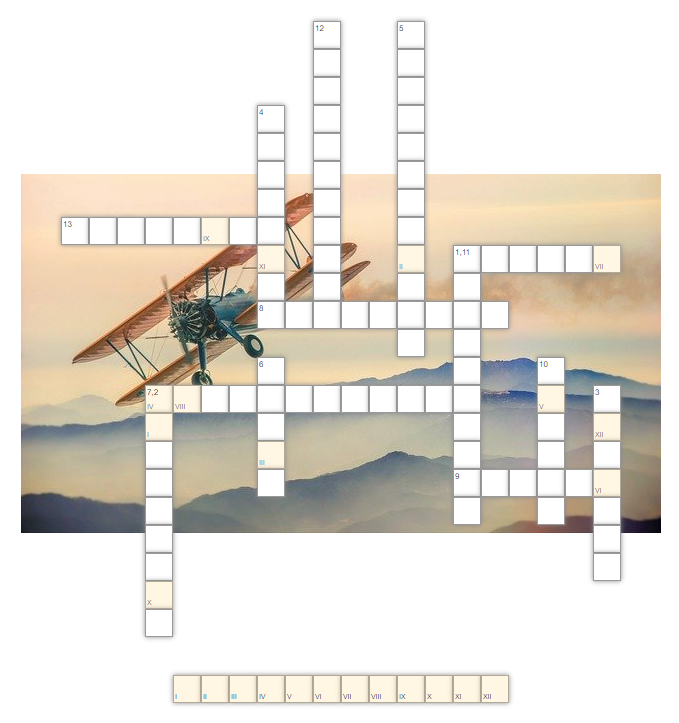 12 5
4
13 IX
XI II 1,11 VII
8
6 10
7,2 IV VIII V 3
I XII
III
9 VI
X
I II III IV V VI VII VIII IX X XI XII